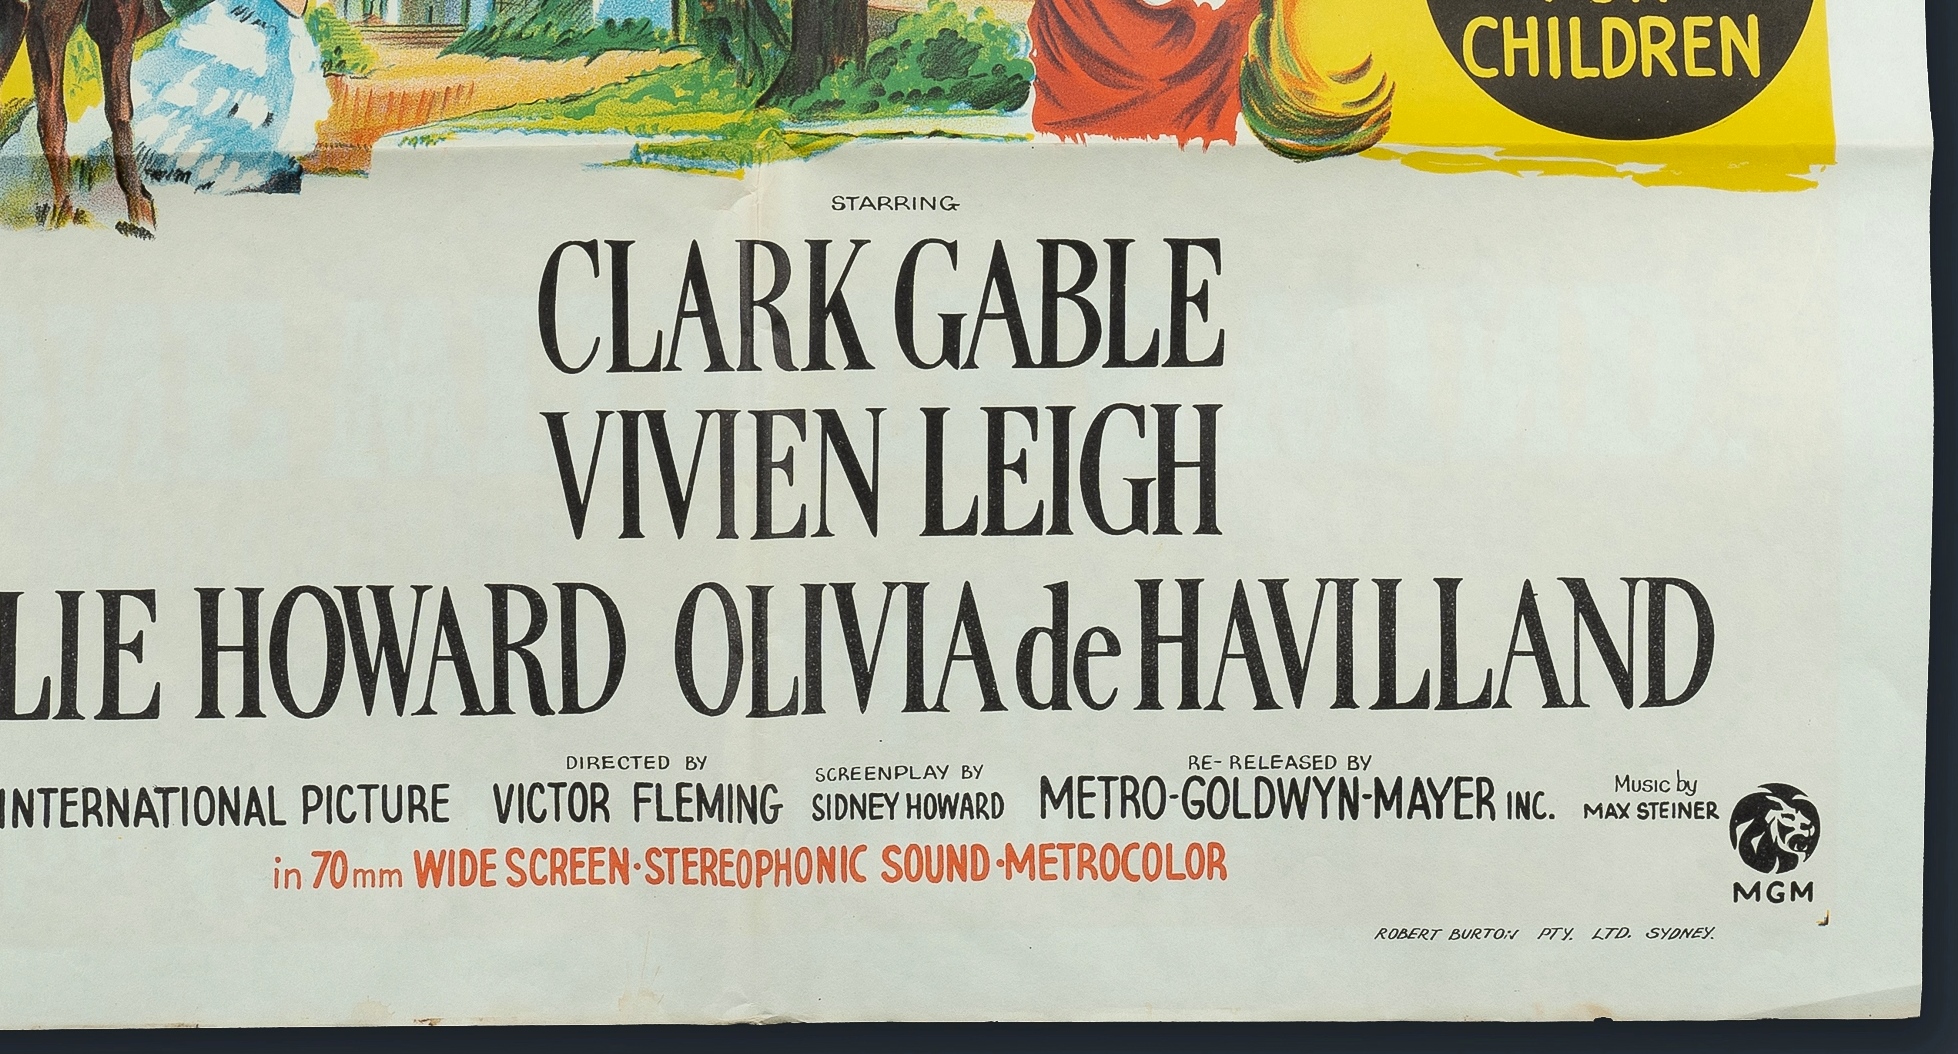 CHILDREN
STARRING
CLARK GABLE
VIVIEN LEIGH
LIE HOWARD OLIVIA de HAVILLAND
INTERNATIONAL PICTURE
DIRECTED BY
VICTOR FLEMING
SCREENPLAY BY
SIDNEY HOWARD
RE-RELEASED BY
METRO-GOLDWYN-MAYER INC.
Music by
MAX STEINER
in 70mm WIDE SCREEN·STEREOPHONIC SOUND·METROCOLOR
MGM
ROBERT BURTON PTY. LTD. SYDNEY.